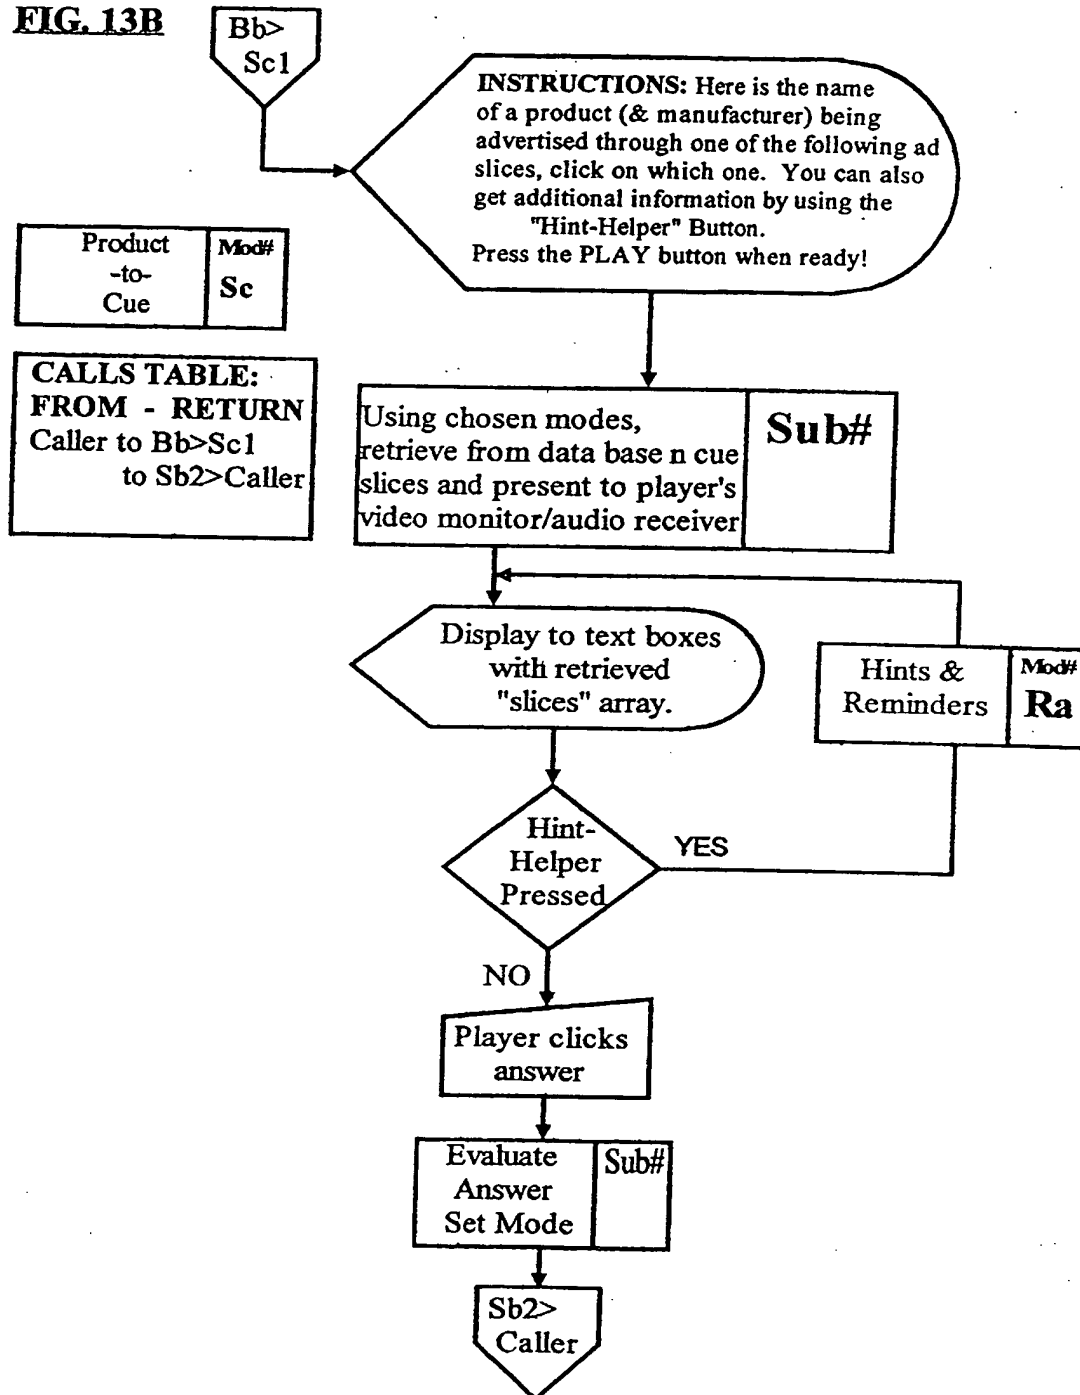 FIG. 13B
Bb>
Sc1
INSTRUCTIONS: Here is the name
of a product (& manufacturer) being
advertised through one of the following ad
slices, click on which one. You can also
get additional information by using the
"Hint-Helper" Button.
Press the PLAY button when ready!
Product
-to-
Cue
Mod#
Sc
CALLS TABLE:
FROM - RETURN
Caller to Bb>Sc1
to Sb2>Caller
Using chosen modes,
retrieve from data base n cue
slices and present to player's
video monitor/audio receiver
Sub#
Display to text boxes
with retrieved
"slices" array.
Hints &
Reminders
Mod#
Ra
Hint-
Helper
Pressed
YES
NO
Player clicks
answer
Evaluate
Answer
Set Mode
Sub#
Sb2>
Caller